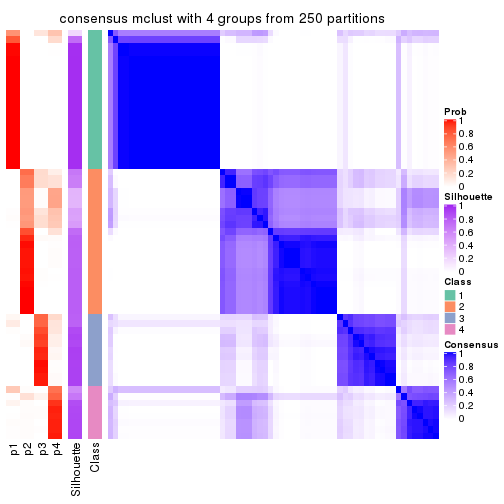 consensus mclust with 4 groups from 250 partitions
Prob
1
0.8
0.6
0.4
0.2
0
Silhouette
1
0.8
0.6
0.4
0.2
0
Class
1
2
3
4
Consensus
1
0.8
0.6
0.4
0.2
0
p1
p2
p3
p4
Silhouette
Class